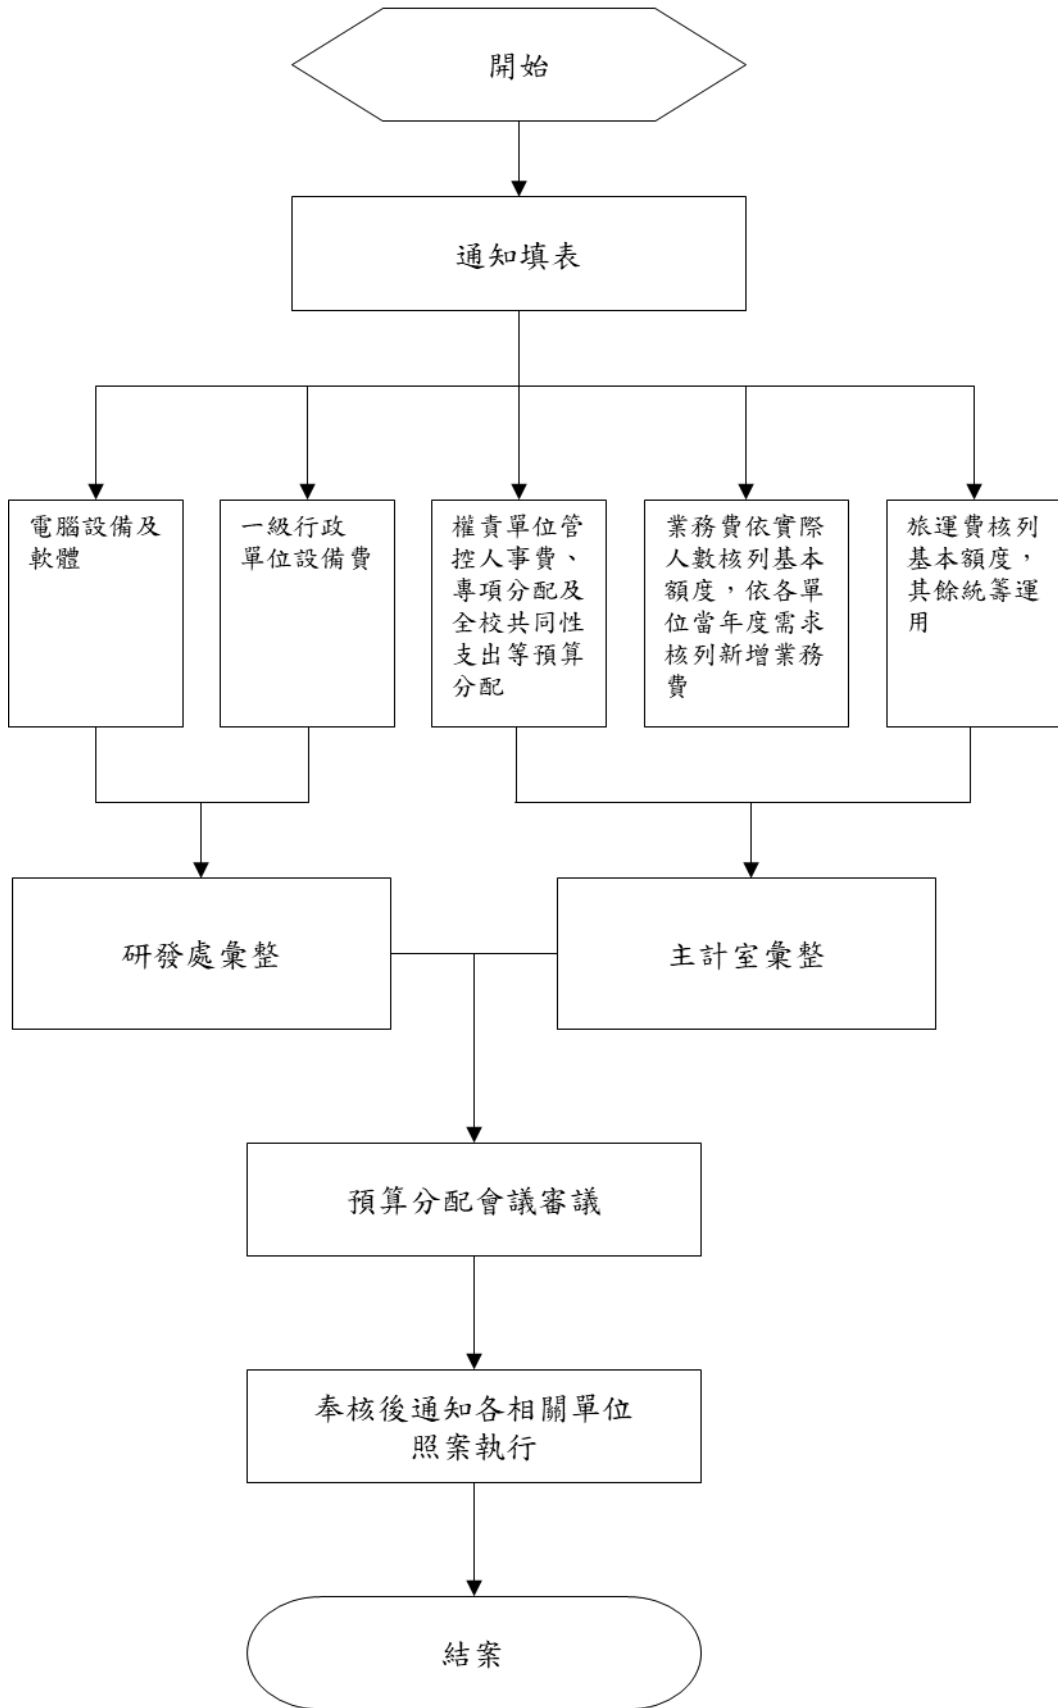 開始
通知填表
電腦設備及
軟體
一級行政
單位設備費
權責單位管
控人事費、
專項分配及
全校共同性
支出等預算
分配
業務費依實際
人數核列基本
額度，依各單
位當年度需求
核列新增業務
費
旅運費核列
基本額度，
其餘統籌運
用
研發處彙整
主計室彙整
預算分配會議審議
奉核後通知各相關單位
照案執行
結案